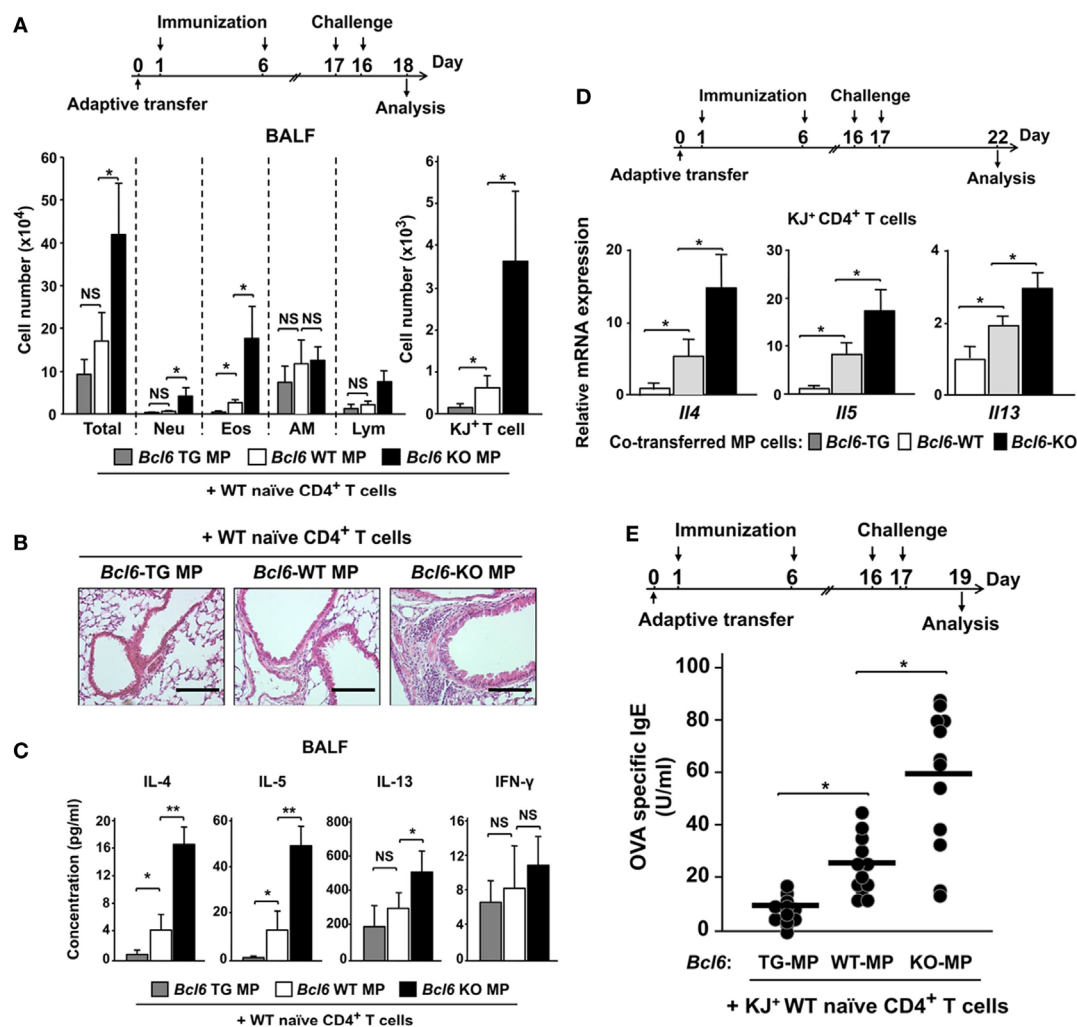 A
Immunization Challenge
0 1 6 17 16 18 Day
Adaptive transfer Analysis
BALF
Cell number (x10⁴)
60
50
40
30
20
10
0
NS * NS * * * NS NS NS
Total Neu Eos AM Lym
Cell number (x10³)
6
5
4
3
2
1
0
* *
KJ⁺ T cell
Bcl6 TG MP Bcl6 WT MP Bcl6 KO MP
+ WT naïve CD4⁺ T cells
B
+ WT naïve CD4⁺ T cells
Bcl6-TG MP Bcl6-WT MP Bcl6-KO MP
C
BALF
IL-4 IL-5 IL-13 IFN-γ
Concentration (pg/ml)
20
16
12
8
4
0
* **
60
40
20
0
* **
1000
800
600
400
200
NS *
16
12
8
4
0
NS NS
Bcl6 TG MP Bcl6 WT MP Bcl6 KO MP
+ WT naïve CD4⁺ T cells
D
Immunization Challenge
0 1 6 16 17 22 Day
Adaptive transfer Analysis
KJ⁺ CD4⁺ T cells
Relative mRNA expression
20
10
0
* *
30
20
10
0
* *
4
2
0
* *
Il4 Il5 Il13
Co-transferred MP cells: Bcl6-TG Bcl6-WT Bcl6-KO
E
Immunization Challenge
0 1 6 16 17 19 Day
Adaptive transfer Analysis
OVA specific IgE
(U/ml)
100
80
60
40
20
0
* *
Bcl6: TG-MP WT-MP KO-MP
+ KJ⁺ WT naïve CD4⁺ T cells